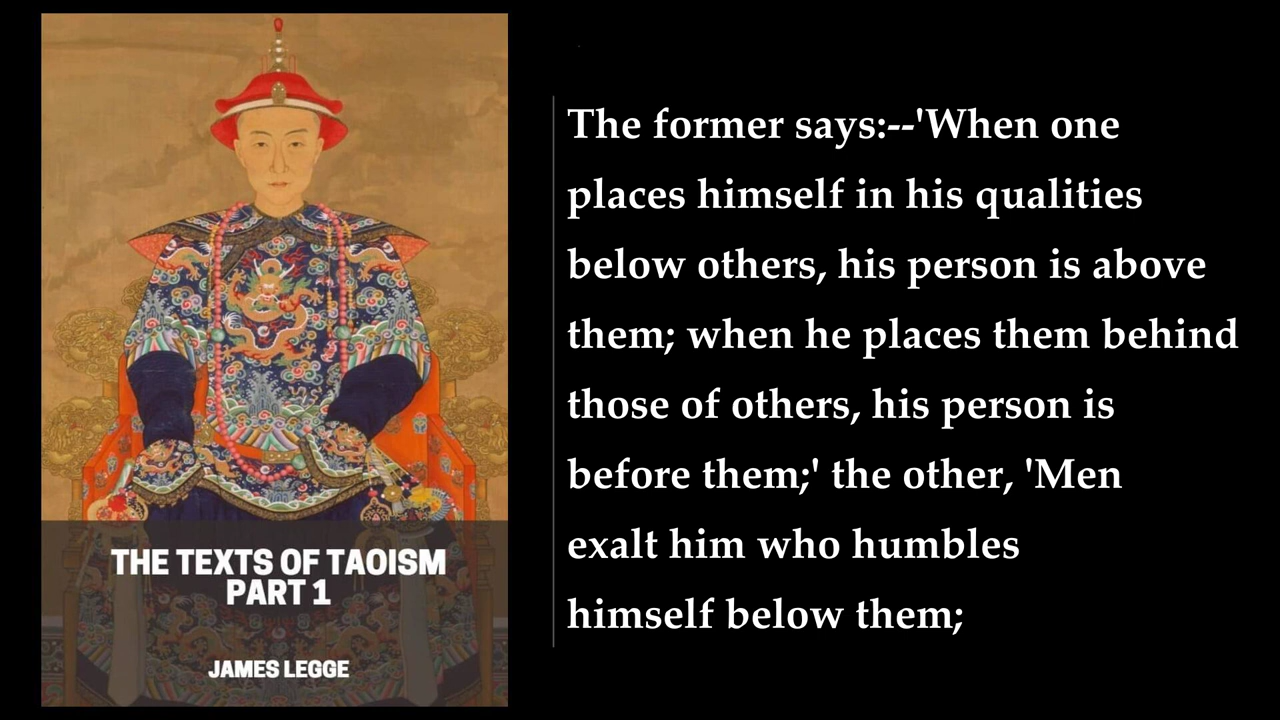 THE TEXTS OF TAOISM
PART 1
JAMES LEGGE
The former says:--'When one
places himself in his qualities
below others, his person is above
them; when he places them behind
those of others, his person is
before them;' the other, 'Men
exalt him who humbles
himself below them;